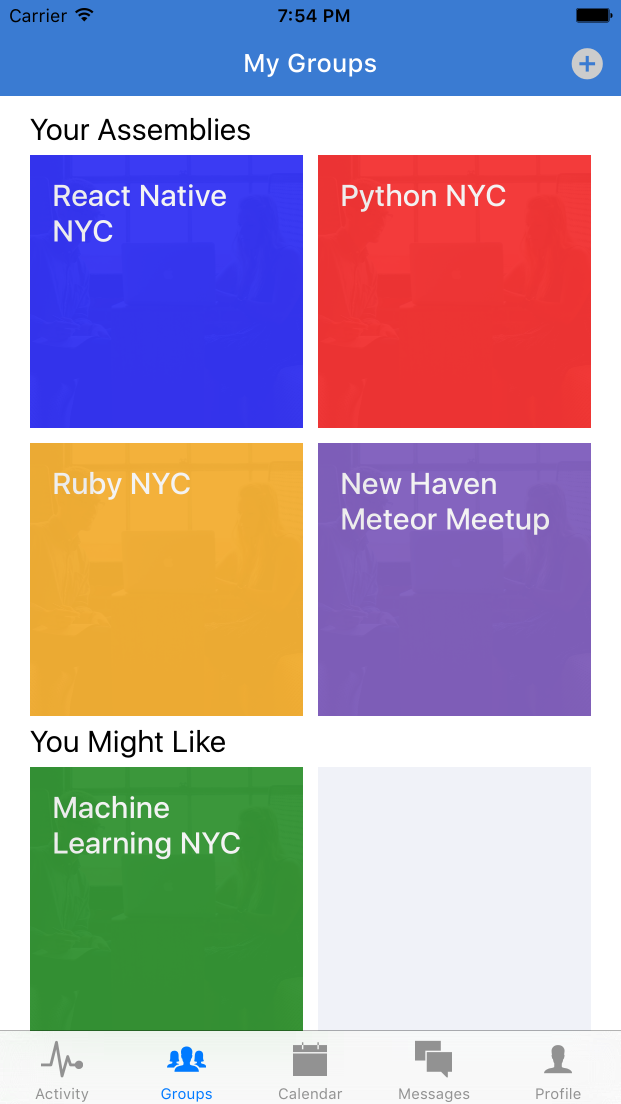 Carrier 7:54 PM
My Groups
Your Assemblies
React Native
NYC
Python NYC
Ruby NYC
New Haven
Meteor Meetup
You Might Like
Machine
Learning NYC
Activity Groups Calendar Messages Profile